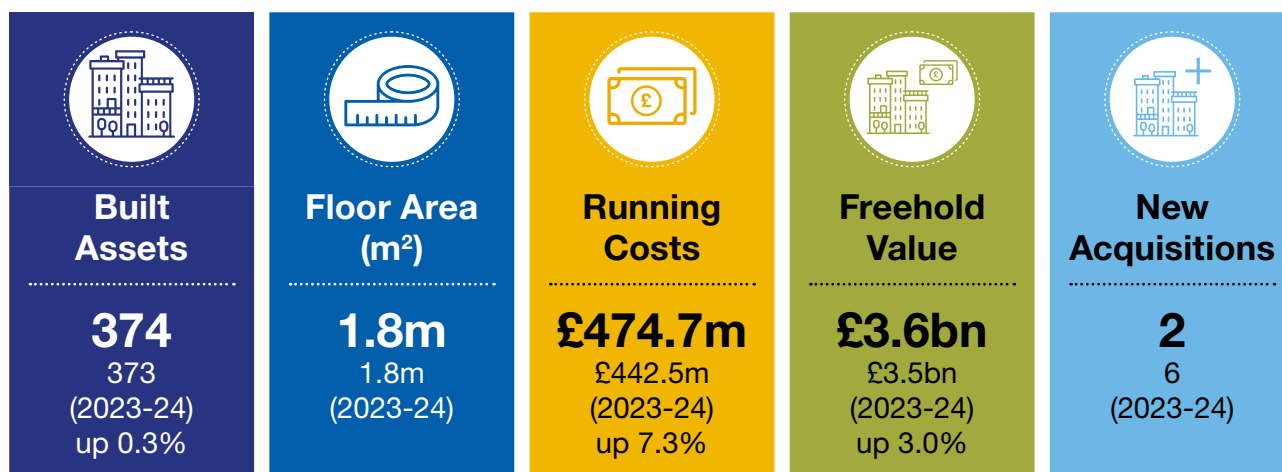 Built
Assets
374
373
(2023-24)
up 0.3%
Floor Area
(m²)
1.8m
1.8m
(2023-24)
£
Running
Costs
£474.7m
£442.5m
(2023-24)
up 7.3%
£
Freehold
Value
£3.6bn
£3.5bn
(2023-24)
up 3.0%
New
Acquisitions
2
6
(2023-24)